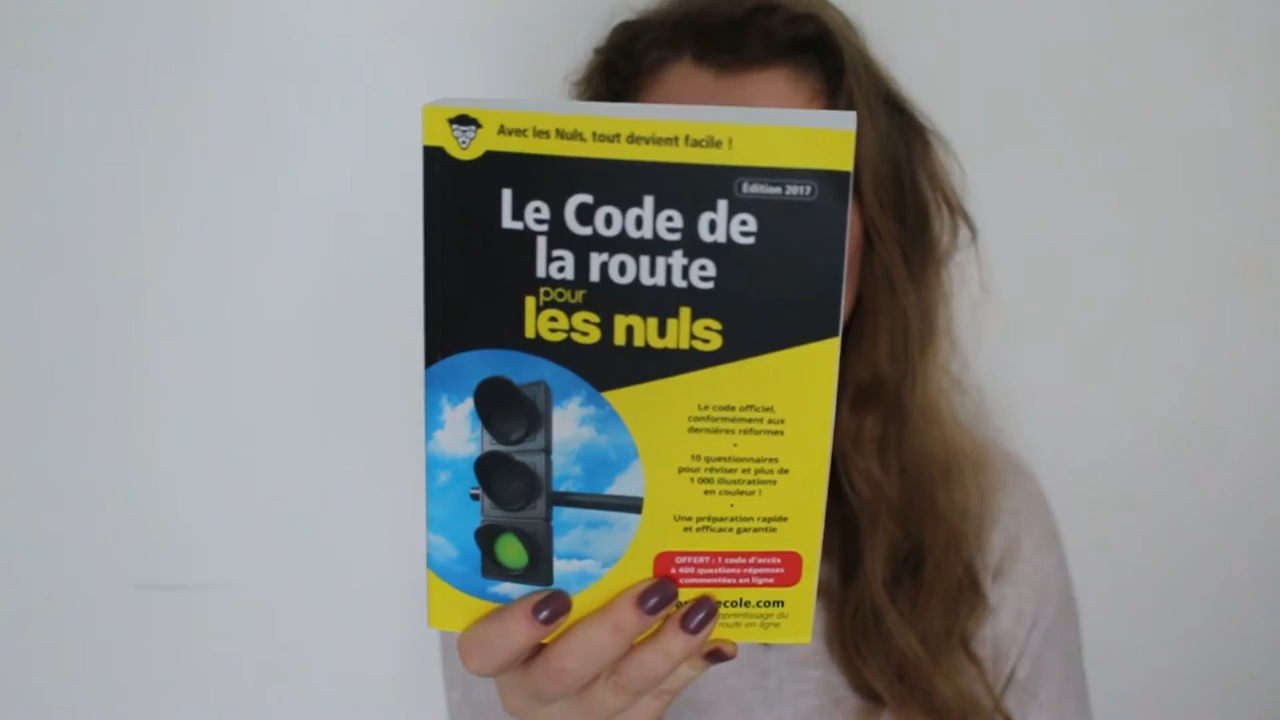 Avec les Nuls, tout devient facile !
Édition 2017
Le Code de
la route
pour
les nuls
Le code officiel,
conformément aux
dernières réformes
•
10 questionnaires
pour réviser et plus de
1 000 illustrations
en couleur !
•
Une préparation rapide
et efficace garantie
OFFERT : 1 code d'accès
à 400 questions-réponses
commentées en ligne
ecole.com
pprentissage du
route en ligne